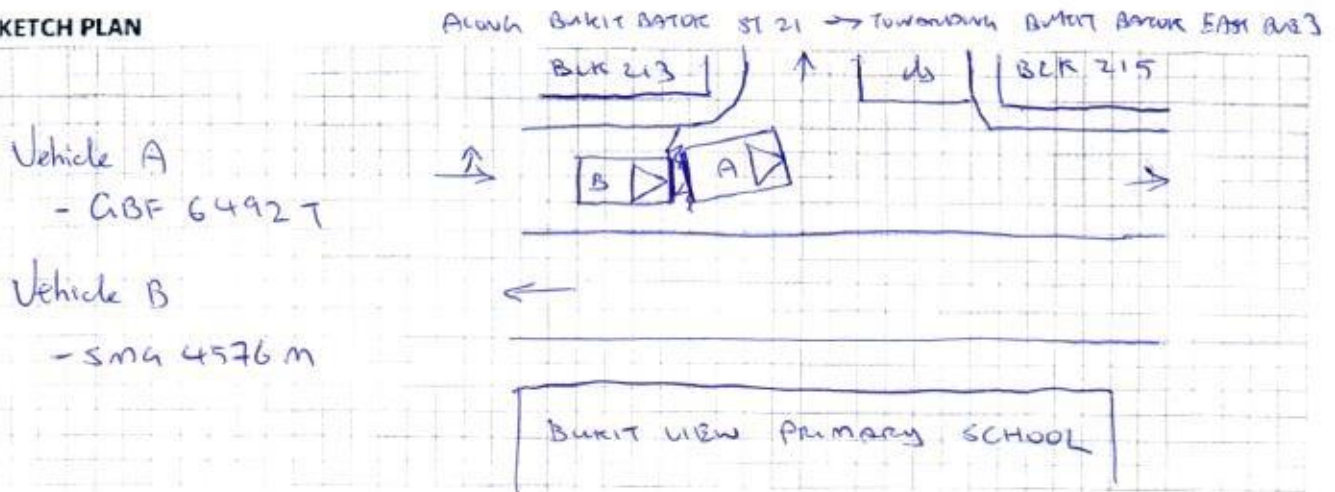 KETCH PLAN
ALONG BUKIT BATOK ST 21 → TOWARDING BUKIT BATOK EAST AVE 3
BLK 213
BLK 215
Vehicle A
- GBF 6492 T
B
A
Vehicle B
- SMG 4576 M
BUKIT VIEW PRIMARY SCHOOL